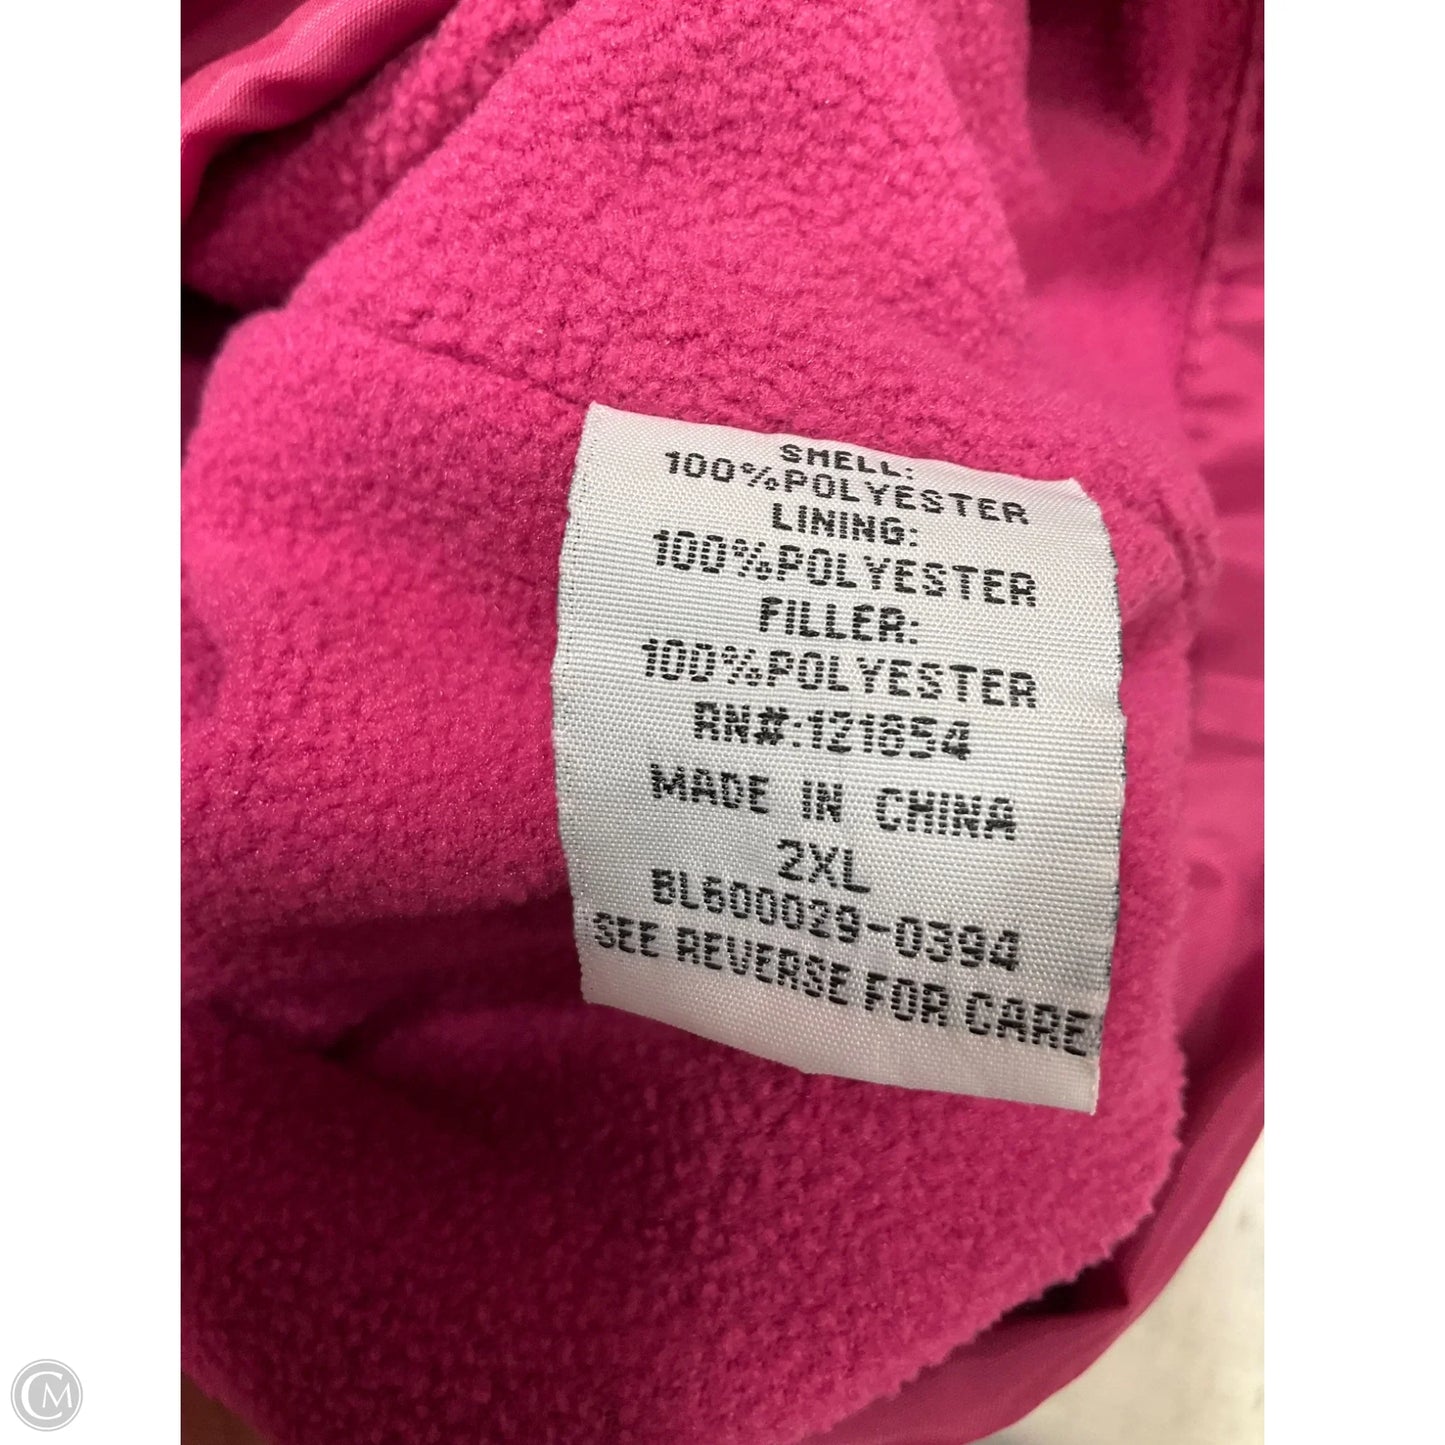 SHELL:
100%POLYESTER
LINING:
100%POLYESTER
FILLER:
100%POLYESTER
RN#:121654
MADE IN CHINA
2XL
BL600029-0394
SEE REVERSE FOR CARE
CM